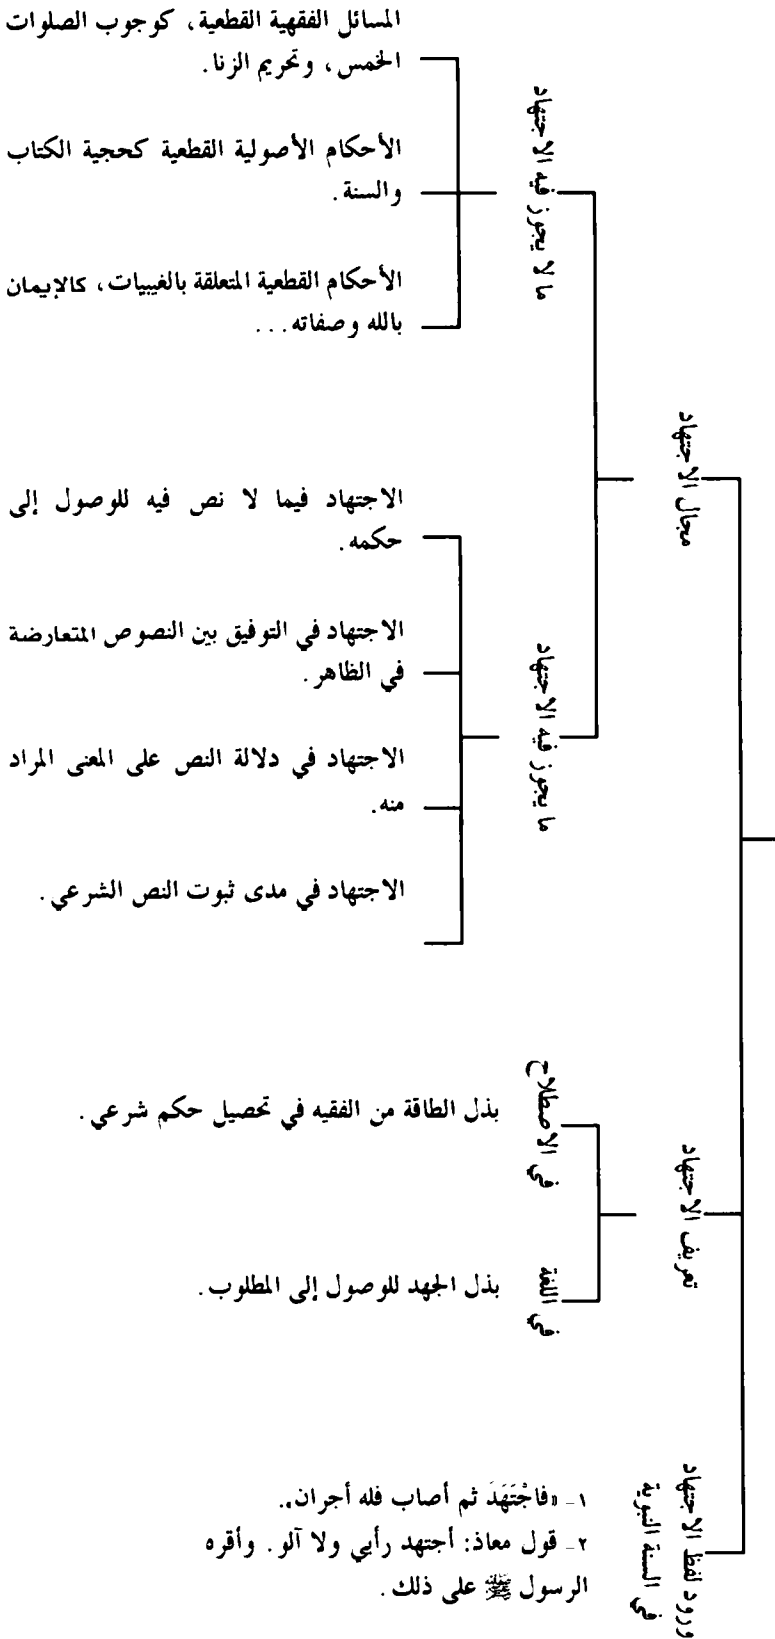 المسائل الفقهية القطعية، كوجوب الصلوات
الخمس، وتحريم الزنا.
ما لا يجوز فيه الاجتهاد
الأحكام الأصولية القطعية كحجية الكتاب
والسنة.
الأحكام القطعية المتعلقة بالغيبيات، كالإيمان
بالله وصفاته...
مجال الاجتهاد
الاجتهاد فيما لا نص فيه للوصول إلى
حكمه.
ما يجوز فيه الاجتهاد
الاجتهاد في التوفيق بين النصوص المتعارضة
في الظاهر.
الاجتهاد في دلالة النص على المعنى المراد
منه.
الاجتهاد في مدى ثبوت النص الشرعي.
تعريف الاجتهاد
في الاصطلاح
بذل الطاقة من الفقيه في تحصيل حكم شرعي.
في اللغة
بذل الجهد للوصول إلى المطلوب.
ورود لفظ الاجتهاد
في السنة النبوية
١- «فاجْتَهَدَ ثم أصاب فله أجران».
٢- قول معاذ: أجتهد رأيي ولا آلو. وأقره
الرسول ﷺ على ذلك.